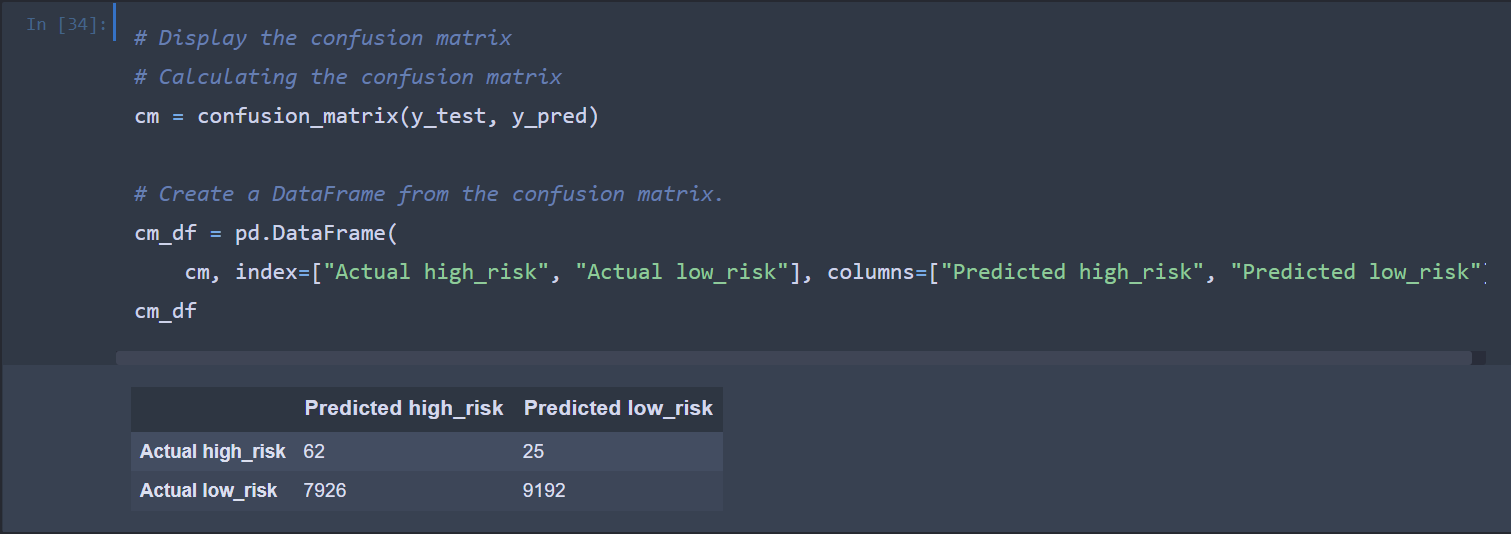 In [34]:
# Display the confusion matrix
# Calculating the confusion matrix
cm = confusion_matrix(y_test, y_pred)
# Create a DataFrame from the confusion matrix.
cm_df = pd.DataFrame(
cm, index=["Actual high_risk", "Actual low_risk"], columns=["Predicted high_risk", "Predicted low_risk"]
cm_df
Predicted high_risk Predicted low_risk
Actual high_risk 62 25
Actual low_risk 7926 9192